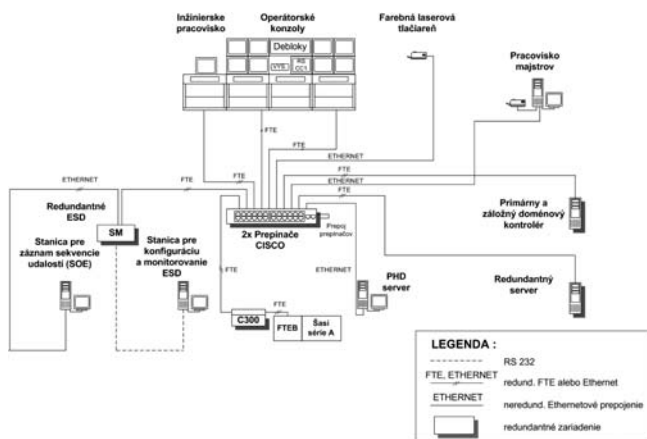 Inžinierske
pracovisko
Operátorské
konzoly
Farebná laserová
tlačiareň
Debloky
VYS.
RS
CC1
Pracovisko
majstrov
FTE
FTE
ETHERNET
FTE
ETHERNET
FTE
ETHERNET
FTE
FTE
Redundantné
ESD
SM
Stanica pre
záznam sekvencie
udalostí (SOE)
Stanica pre
konfiguráciu
a monitorovanie
ESD
2x Prepínače
CISCO
Prepoj
prepínačov
Primárny a
záložný doménový
kontrolér
ETHERNET
PHD
server
Redundantný
server
FTE
FTE
C300
FTEB
Šasi
série A
LEGENDA :
RS 232
FTE, ETHERNET
redund. FTE alebo Ethernet
ETHERNET
neredund. Ethernetové prepojenie
redundantné zariadenie